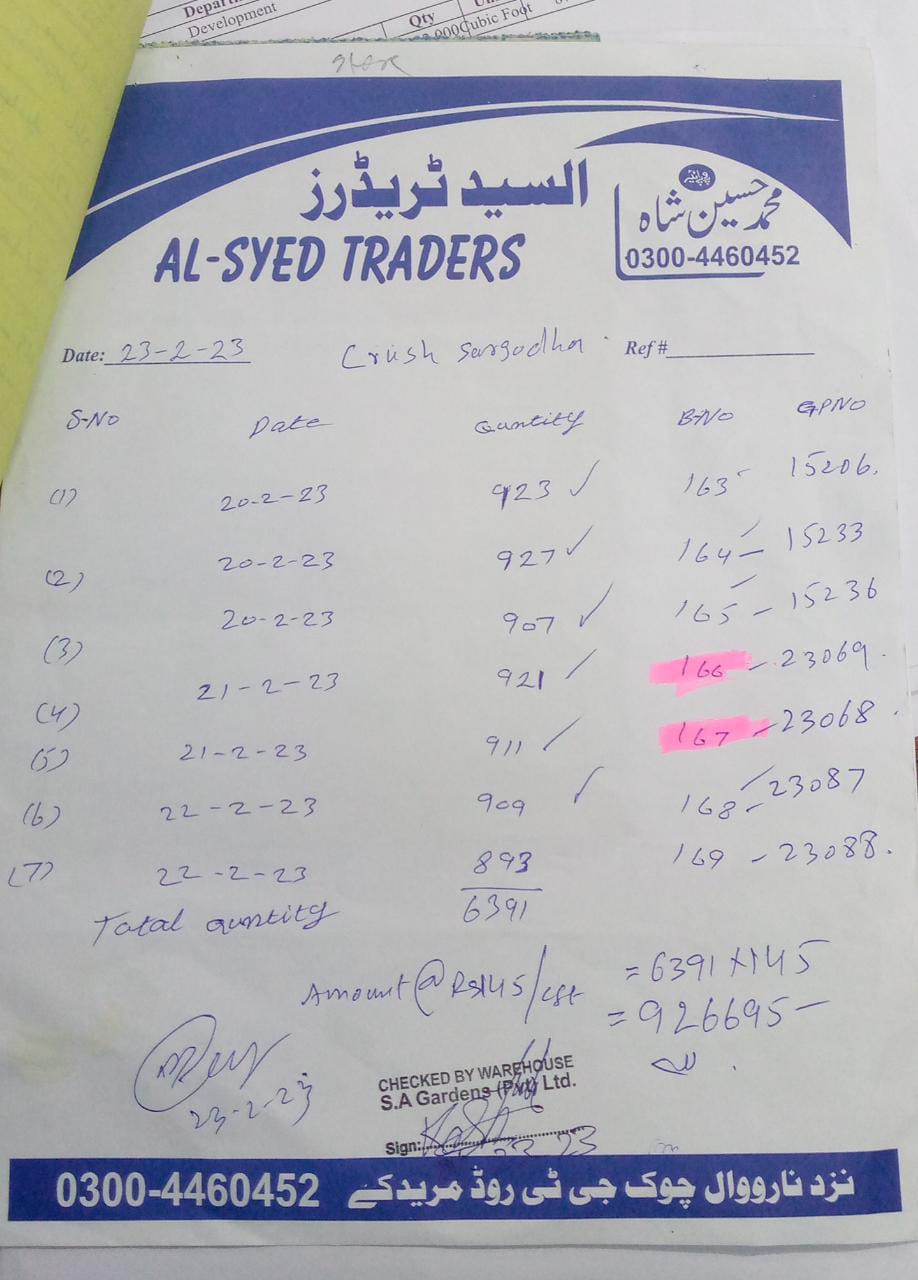 Development
Qty
Cubic Foot
السید ٹریڈرز
AL-SYED TRADERS
پروپرائٹر
محمد حسین شاہ
0300-4460452
Date: 23-2-23 Crush Sargodha Ref #
S-No Date Quntity B-No GPNO
(1) 20-2-23 923 ✓ 163 15206.
(2) 20-2-23 927 ✓ 164 - 15233
(3) 20-2-23 907 ✓ 165 - 15236
(4) 21-2-23 921 ✓ 166 - 23069.
(5) 21-2-23 911 ✓ 167 - 23068.
(6) 22-2-23 909 ✓ 168 - 23087
(7) 22-2-23 893 169 - 23088.
Total quntity 6391
Amount @ Rs145/cft = 6391 x 145
= 926695 -
23-2-23
CHECKED BY WAREHOUSE
S.A Gardens (Pvt) Ltd.
Sign:
0300-4460452 نزد نارووال چوک جی ٹی روڈ مریدکے